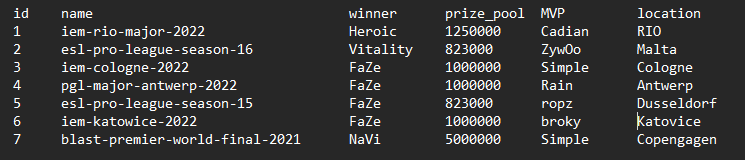 id name winner prize_pool MVP location
1 iem-rio-major-2022 Heroic 1250000 Cadian RIO
2 esl-pro-league-season-16 Vitality 823000 ZywOo Malta
3 iem-cologne-2022 FaZe 1000000 Simple Cologne
4 pgl-major-antwerp-2022 FaZe 1000000 Rain Antwerp
5 esl-pro-league-season-15 FaZe 823000 ropz Dusseldorf
6 iem-katowice-2022 FaZe 1000000 broky Katovice
7 blast-premier-world-final-2021 NaVi 5000000 Simple Copengagen